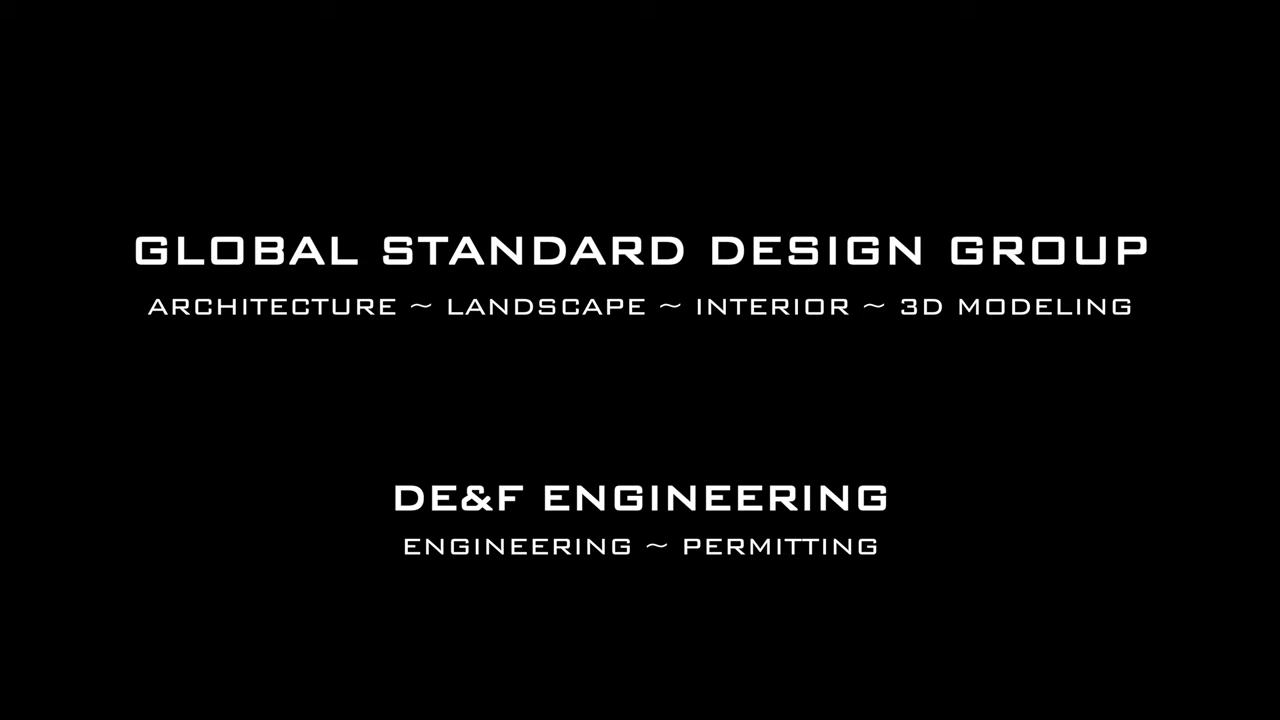 GLOBAL STANDARD DESIGN GROUP
ARCHITECTURE ~ LANDSCAPE ~ INTERIOR ~ 3D MODELING
DE&F ENGINEERING
ENGINEERING ~ PERMITTING